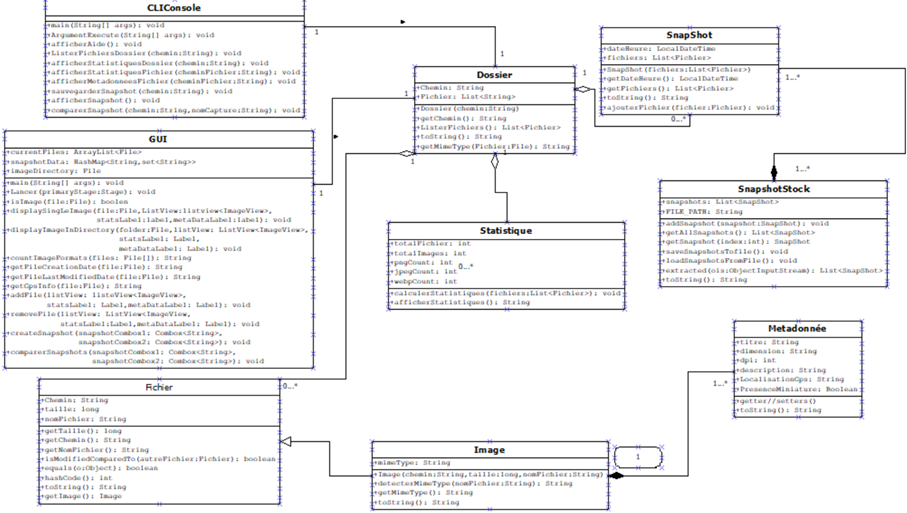 CLIConsole
+main(String[] args): void
+ArgumentExecute(String[] args): void
+afficherAide(): void
+ListerFichiersDossier(chemin:String): void
+afficherStatistiquesDossier(chemin:String): void
+afficherStatistiquesFichier(cheminFichier:String): void
+afficherMetadonneesFichier(cheminFichier:String): void
+sauvegarderSnapshot(chemin:String): void
+afficherSnapshot(): void
+comparerSnapshot(chemin:String,nomCapture:String): void
1
1
GUI
+currentFiles: ArrayList<File>
+snapshotData: HashMap<String,set<String>>
+imageDirectory: File
+main(String[] args): void
+Lancer(primaryStage:Stage): void
+isImage(file:File): boolen
+displaySingleImage(file:File,ListView:listview<ImageView>,
statsLabel:label,metaDataLabel:label): void
+displayImageInDirectory(folder:File,listView: ListView<ImageView>,
statsLabel: Label,
metaDataLabel: Label): void
+countImageFormats(files: File[]): void
+getFileCreationDate(file:File): String
+getFileLastModifiedDate(file:File): String
+getGpsInfo(file:File): String
+addFile(listView: listeView<ImageView>,
statsLabel: Label,metaDataLabel: Label): void
+removeFile(listView: ListView<ImageView,
statsLabel:Label,metaDataLabel: Label): void
+createSnapshot(snapshotCombox1: Combox<String>,
snapshotCombox2: Combox<String>): void
+comparerSnapshots(snapshotCombox1: Combox<String>,
snapshotCombox2: Combox<String>): void
1
1
Dossier
+Chemin: String
+Fichier: List<String>
+Dossier(chemin:String)
+getChemin(): String
+ListerFichiers(): List<Fichier>
+toString(): String
+getMimeType(Fichier:File): String
1
1
1
SnapShot
+dateHeure: LocalDateTime
+fichiers: List<Fichier>
+SnapShot(fichiers:List<Fichier>)
+getDateHeure(): LocalDateTime
+getFichiers(): List<Fichier>
+toString(): String
+ajouterFichier(fichier:Fichier): void
0...*
1...*
1...*
SnapshotStock
+snapshots: List<SnapShot>
+FILE_PATH: String
+addSnapshot(snapshot:SnapShot): void
+getAllSnapshots(): List<SnapShot>
+getSnapshot(index:int): SnapShot
+saveSnapshotsTofile(): void
+loadSnapshotsFromFile(): void
+extracted(ois:ObjectInputStream): List<SnapShot>
Statistique
+totalFichier: int
+totalImages: int
+pngCount: int
+jpegCount: int
+webpCount: int
0...*
+calculerStatistiques(fichiers:List<Fichier>): void
+afficherStatistiques(): String
Metadonnée
+titre: String
+dimension: String
+dpi: int
+description: String
+LocalisationGps: String
+PresenceMiniature: Boolean
+getter//setters()
+toString(): String
1...*
Fichier
+Chemin: String
+taille: long
+nomFichier: String
+getTaille(): long
+getChemin(): String
+getNomFichier(): String
+isModifiedComparedTo(autreFichier:Fichier): boolean
+equals(o:Object): boolean
+hashCode(): int
+toString(): String
+getImage(): Image
0...*
Image
+mimeType: String
+Image(chemin:String,taille:long,nomFichier:String)
+detecterMimeType(nomFichier:String): String
+getMimeType(): String
+toString(): String
1